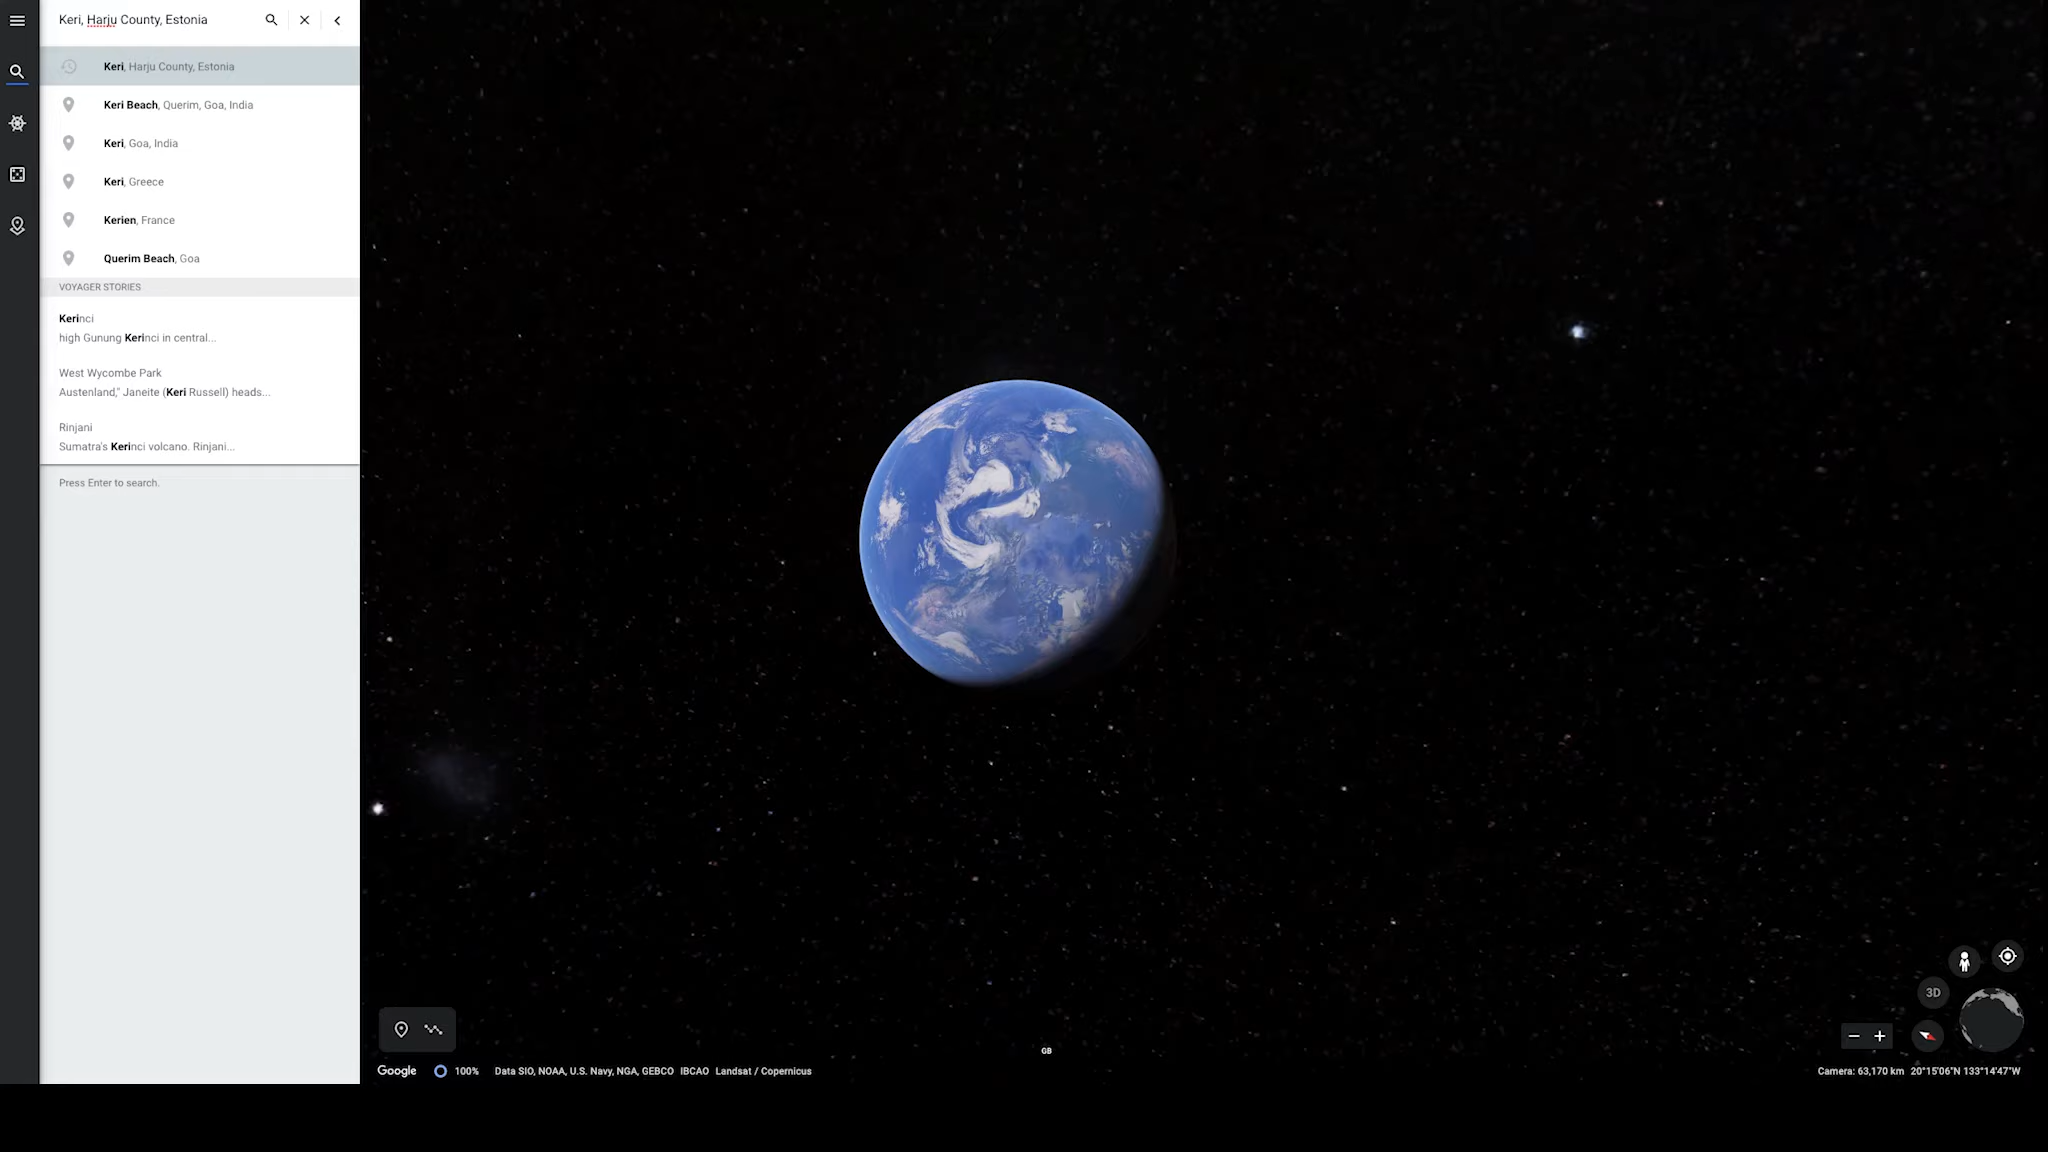 Keri, Harju County, Estonia
Keri, Harju County, Estonia
Keri Beach, Querim, Goa, India
Keri, Goa, India
Keri, Greece
Kerien, France
Querim Beach, Goa
VOYAGER STORIES
Kerinci
high Gunung Kerinci in central...
West Wycombe Park
Austenland," Janeite (Keri Russell) heads...
Rinjani
Sumatra's Kerinci volcano. Rinjani...
Press Enter to search.
3D
GB
Google 100% Data SIO, NOAA, U.S. Navy, NGA, GEBCO IBCAO Landsat / Copernicus
Camera: 63,170 km 20°15'06"N 133°14'47"W